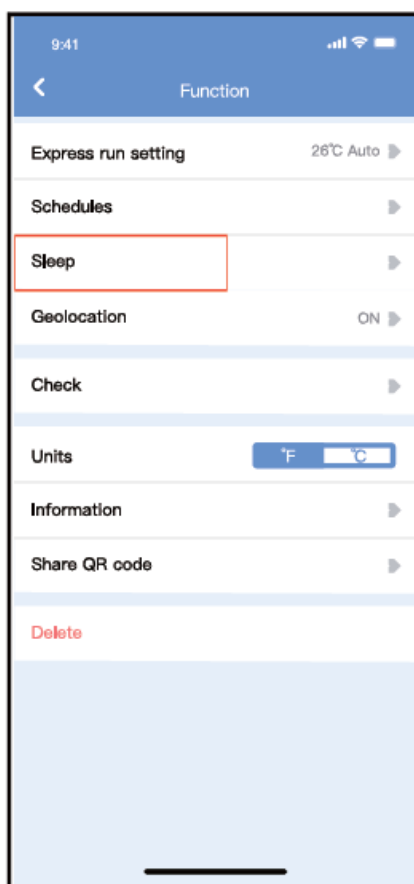 9:41
Function
Express run setting 26℃ Auto
Schedules
Sleep
Geolocation ON
Check
Units ℉ ℃
Information
Share QR code
Delete